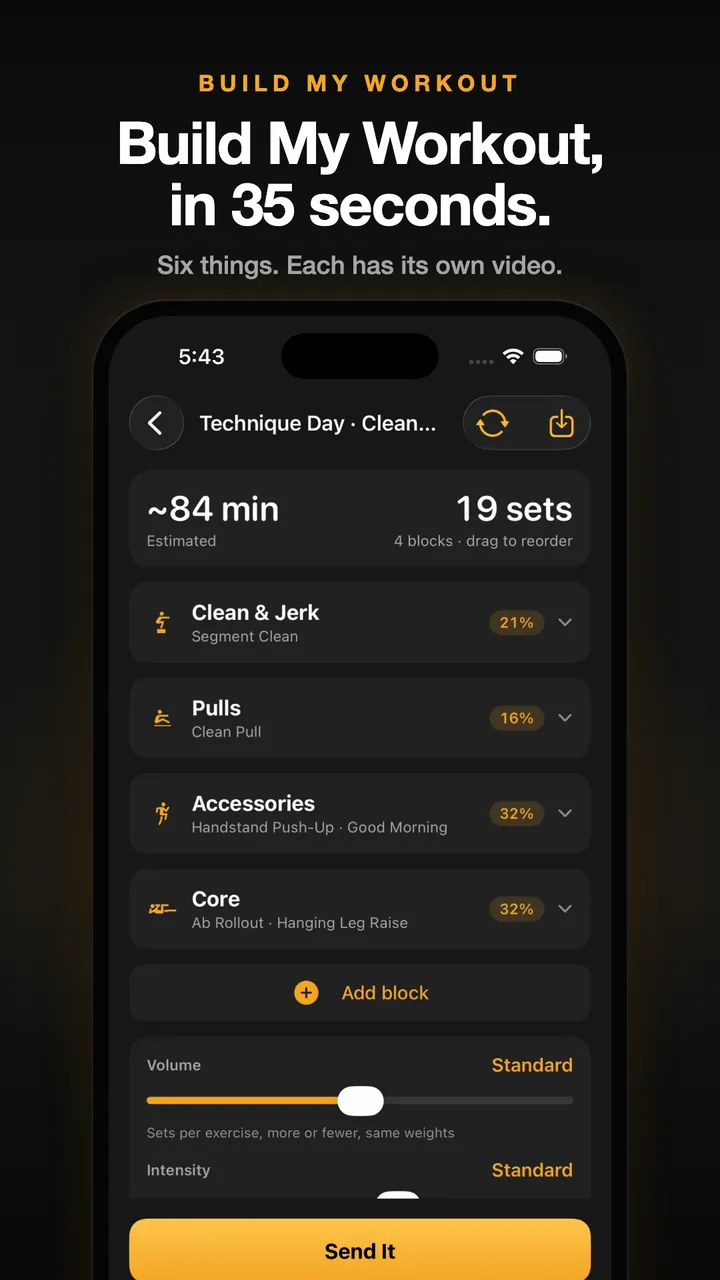 BUILD MY WORKOUT
Build My Workout,
in 35 seconds.
Six things. Each has its own video.
5:43
Technique Day · Clean...
~84 min
19 sets
Estimated
4 blocks · drag to reorder
Clean & Jerk
Segment Clean
21%
Pulls
Clean Pull
16%
Accessories
Handstand Push-Up · Good Morning
32%
Core
Ab Rollout · Hanging Leg Raise
32%
Add block
Volume
Standard
Sets per exercise, more or fewer, same weights
Intensity
Standard
Send It